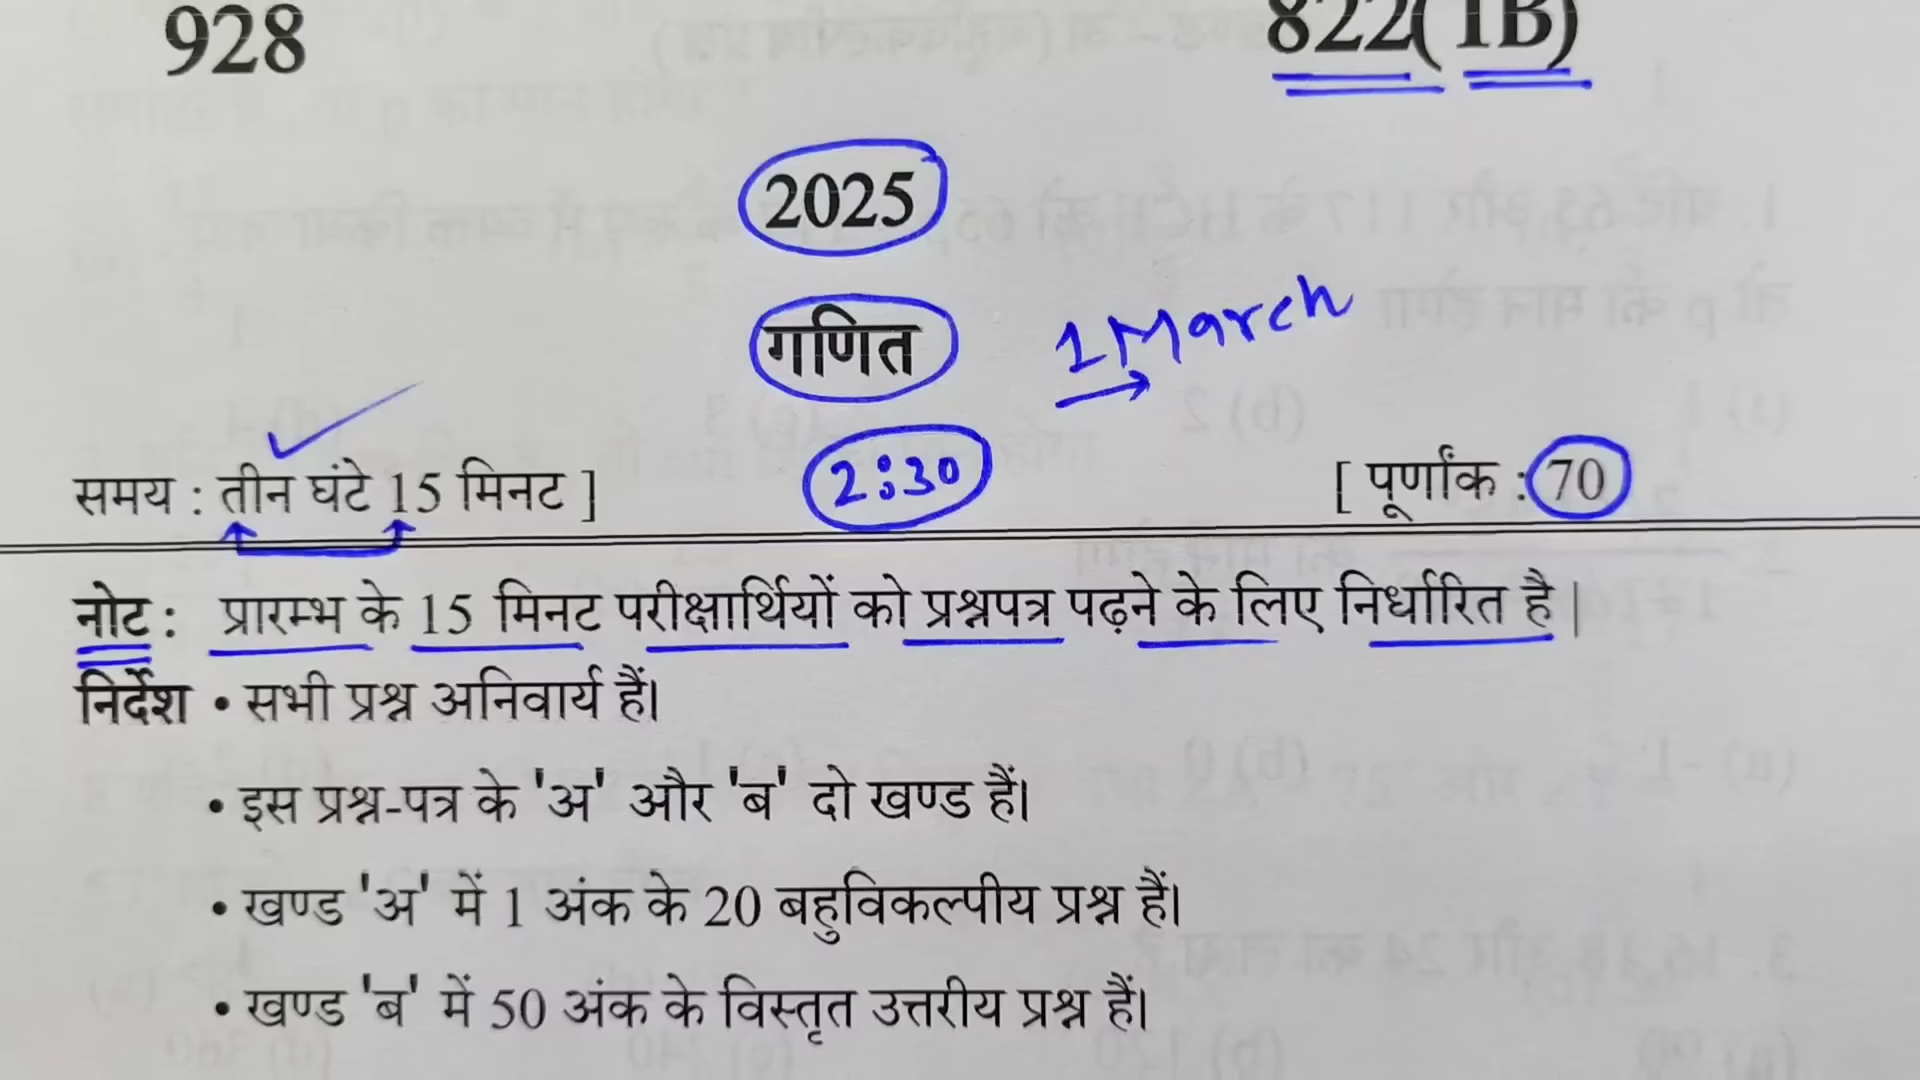 928 822(1B)
2025
गणित 1 March
समय : तीन घंटे 15 मिनट ] 2:30 [ पूर्णांक : 70
नोट : प्रारम्भ के 15 मिनट परीक्षार्थियों को प्रश्नपत्र पढ़ने के लिए निर्धारित है |
निर्देश • सभी प्रश्न अनिवार्य हैं।
• इस प्रश्न-पत्र के 'अ' और 'ब' दो खण्ड हैं।
• खण्ड 'अ' में 1 अंक के 20 बहुविकल्पीय प्रश्न हैं।
• खण्ड 'ब' में 50 अंक के विस्तृत उत्तरीय प्रश्न हैं।